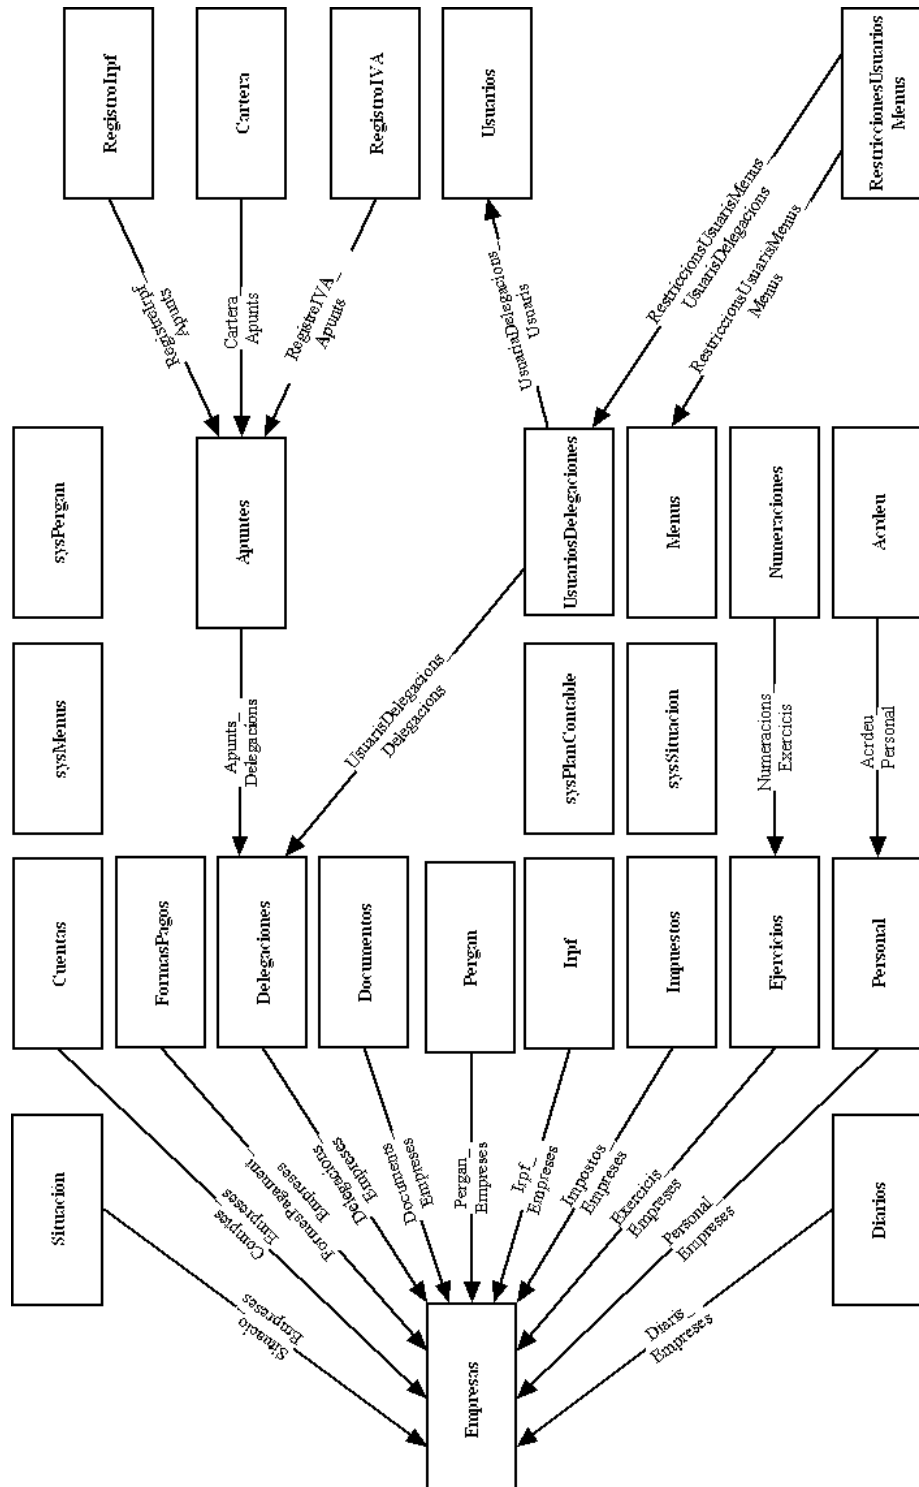 RegistroIrpf
Cartera
RegistroIVA
Usuarios
RestriccionesUsuarios
Menus
RegistreIrpf_
Apunts
Cartera_
Apunts
RegistreIVA_
Apunts
UsuariaDelegacions_
Usuaris
RestriccionsUsuarisMenus_
UsuarisDelegacions
RestriccionsUsuarisMenus_
Menus
sysPergan
Apuntes
UsuariosDelegaciones
Menus
Numeraciones
Acrdeu
sysMenus
Apunts_
Delegacions
UsuarisDelegacions_
Delegacions
sysPlanContable
sysSituacion
Numeracions_
Exercicis
Acrdeu_
Personal
Cuentas
FormasPagos
Delegaciones
Documentos
Pergan
Irpf
Impuestos
Ejercicios
Personal
Situacion
Comptes_
Empreses
FormesPagament_
Empreses
Delegacions_
Empreses
Documents_
Empreses
Pergan_
Empreses
Irpf_
Empreses
Impostos_
Empreses
Exercicis_
Empreses
Personal_
Empreses
Diarios
Situacio_
Empreses
Empresas
Diaris_
Empreses